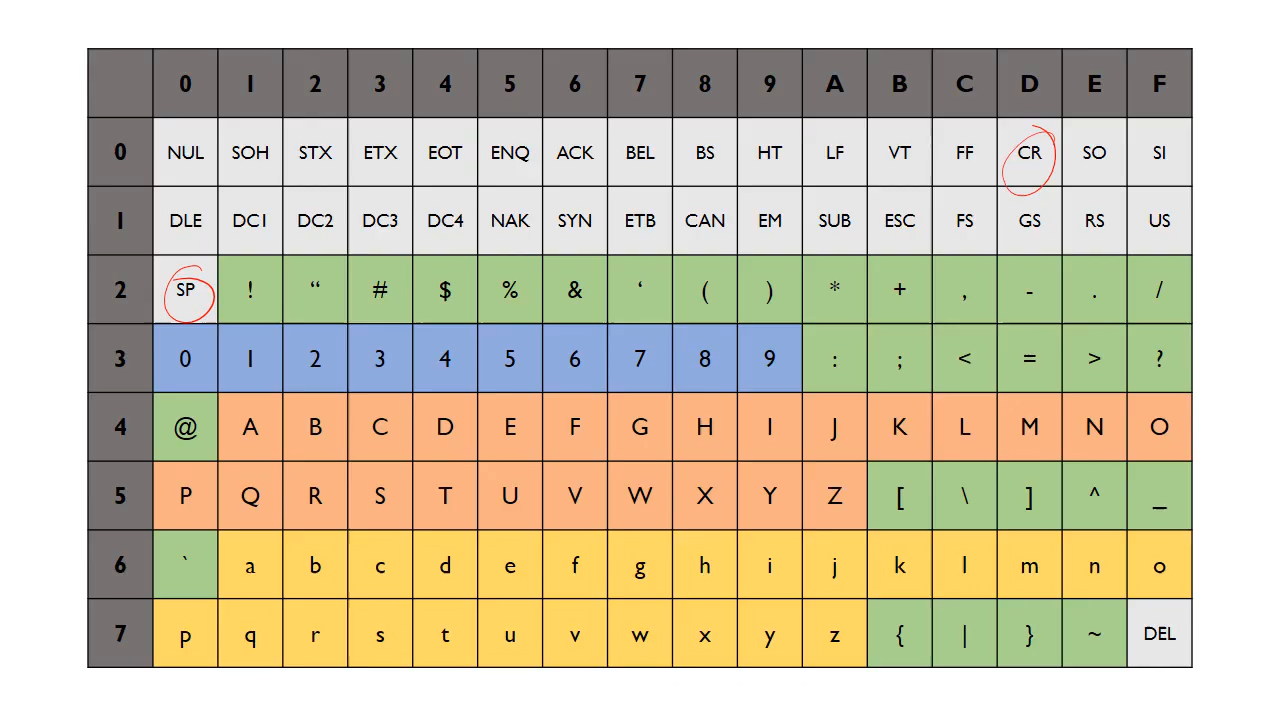 0 1 2 3 4 5 6 7 8 9 A B C D E F
0 NUL SOH STX ETX EOT ENQ ACK BEL BS HT LF VT FF CR SO SI
1 DLE DC1 DC2 DC3 DC4 NAK SYN ETB CAN EM SUB ESC FS GS RS US
2 SP ! “ # $ % & ‘ ( ) * + , - . /
3 0 1 2 3 4 5 6 7 8 9 : ; < = > ?
4 @ A B C D E F G H I J K L M N O
5 P Q R S T U V W X Y Z [ \ ] ^ _
6 ` a b c d e f g h i j k l m n o
7 p q r s t u v w x y z { | } ~ DEL